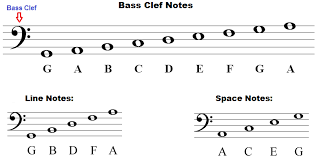 Bass Clef Notes
Bass Clef
G A B C D E F G A
Line Notes: Space Notes:
G B D F A A C E G